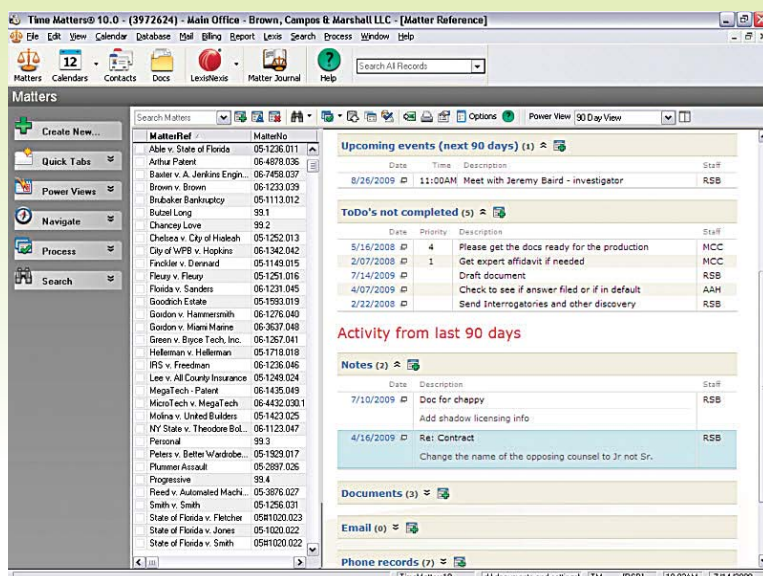 Time Matters® 10.0 - (3972624) - Main Office - Brown, Campos & Marshall LLC - [Matter Reference]
File Edit View Calendar Database Mail Billing Report Lexis Search Process Window Help
12
Matters Calendars Contacts Docs LexisNexis Matter Journal Help
Search All Records
Matters
Search Matters Options Power View 90 Day View
Create New...
Quick Tabs
Power Views
Navigate
Process
Search
MatterRef MatterNo
Able v. State of Florida 05-1236.011
Arthur Patent 06-4878.036
Baxter v. A. Jenkins Engin... 06-7458.037
Brown v. Brown 06-1233.039
Brubaker Bankruptcy 05-1113.012
Butzel Long 99.1
Chancey Love 99.2
Chelsea v. City of Hialeah 05-1252.013
City of WPB v. Hopkins 06-1342.042
Finckler v. Dennard 05-1149.015
Fleury v. Fleury 05-1251.016
Florida v. Sanders 06-1231.045
Goodrich Estate 05-1593.019
Gordon v. Hammersmith 06-1276.040
Gordon v. Miami Marine 06-3637.048
Green v. Bryce Tech, Inc. 06-1267.041
Hellerman v. Hellerman 05-1718.018
IRS v. Freedman 06-1236.046
Lee v. All County Insurance 05-1249.024
MegaTech - Patent 06-1435.049
MicroTech v. MegaTech 06-4432.030.1
Molina v. United Builders 05-1423.025
NY State v. Theodore Bol... 06-1123.047
Personal 99.3
Peters v. Better Wardrobe... 05-1929.017
Plummer Assault 05-2897.026
Progressive 99.4
Reed v. Automated Machi... 05-3876.027
Smith v. Smith 05-1256.031
State of Florida v. Fletcher 05#1020.023
State of Florida v. Jones 05-1020.022
State of Florida v. Smith 05#1020.022
Upcoming events (next 90 days) (1)
Date Time Description Staff
8/26/2009 11:00AM Meet with Jeremy Baird - investigator RSB
ToDo's not completed (5)
Date Priority Description Staff
5/16/2008 4 Please get the docs ready for the production MCC
2/07/2008 1 Get expert affidavit if needed MCC
7/14/2009 Draft document RSB
4/07/2009 Check to see if answer filed or if in default AAH
2/22/2008 Send Interrogatories and other discovery RSB
Activity from last 90 days
Notes (2)
Date Description Staff
7/10/2009 Doc for chappy RSB
Add shadow licensing info
4/16/2009 Re: Contract RSB
Change the name of the opposing counsel to Jr not Sr.
Documents (3)
Email (0)
Phone records (7)